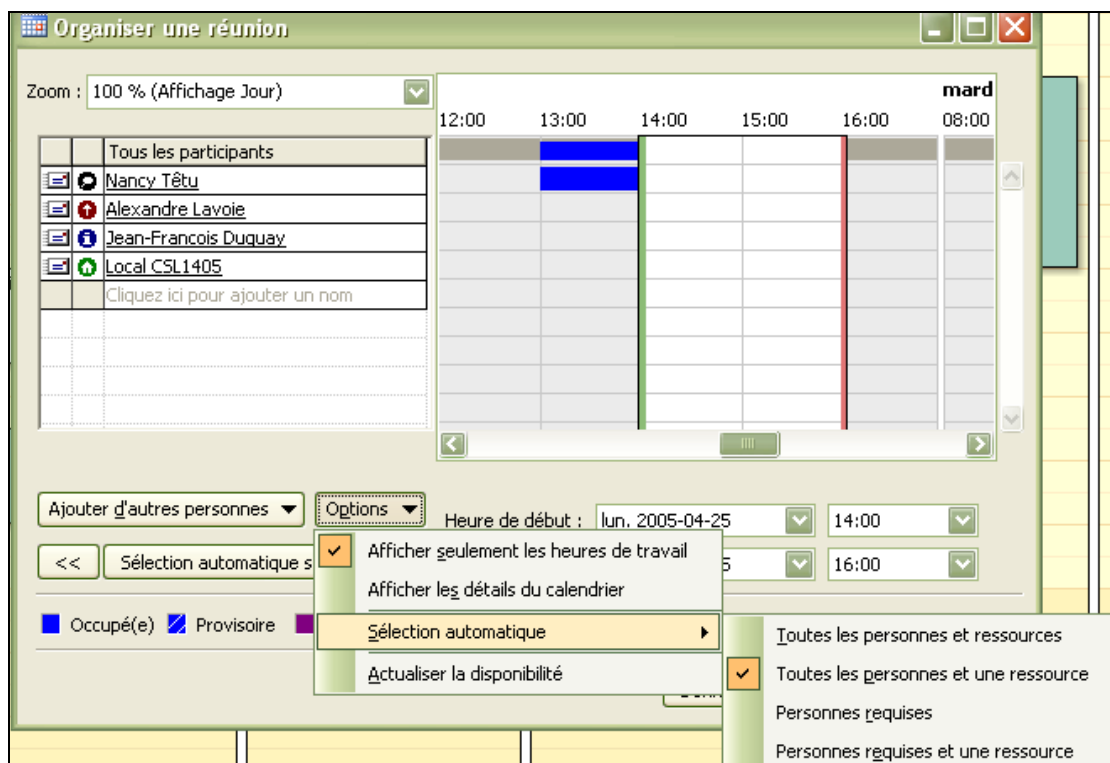 Organiser une réunion
Zoom : 100 % (Affichage Jour)
mard
12:00 13:00 14:00 15:00 16:00 08:00
Tous les participants
Nancy Têtu
Alexandre Lavoie
Jean-Francois Duquay
Local CSL1405
Cliquez ici pour ajouter un nom
Ajouter d'autres personnes Options Heure de début : lun. 2005-04-25 14:00
Afficher seulement les heures de travail
<< Sélection automatique s 5 16:00
Afficher les détails du calendrier
Occupé(e) Provisoire
Sélection automatique
Actualiser la disponibilité
Toutes les personnes et ressources
Toutes les personnes et une ressource
Personnes requises
Personnes requises et une ressource